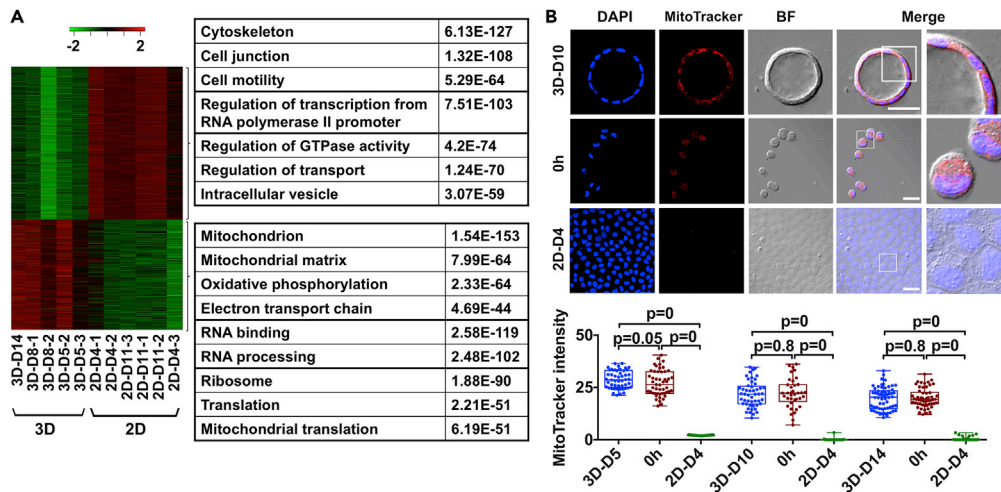 A
-2 2
Cytoskeleton 6.13E-127
Cell junction 1.32E-108
Cell motility 5.29E-64
Regulation of transcription from RNA polymerase II promoter 7.51E-103
Regulation of GTPase activity 4.2E-74
Regulation of transport 1.24E-70
Intracellular vesicle 3.07E-59
Mitochondrion 1.54E-153
Mitochondrial matrix 7.99E-64
Oxidative phosphorylation 2.33E-64
Electron transport chain 4.69E-44
RNA binding 2.58E-119
RNA processing 2.48E-102
Ribosome 1.88E-90
Translation 2.21E-51
Mitochondrial translation 6.19E-51
3D-D14
3D-D8-1
3D-D8-2
3D-D5-2
3D-D5-3
2D-D4-1
2D-D4-2
2D-D11-3
2D-D11-1
2D-D11-2
2D-D4-3
3D 2D
B
DAPI MitoTracker BF Merge
3D-D10
0h
2D-D4
MitoTracker intensity
50
25
0
p=0 p=0 p=0
p=0.05 p=0 p=0.8 p=0 p=0.8 p=0
3D-D5 0h 2D-D4 3D-D10 0h 2D-D4 3D-D14 0h 2D-D4